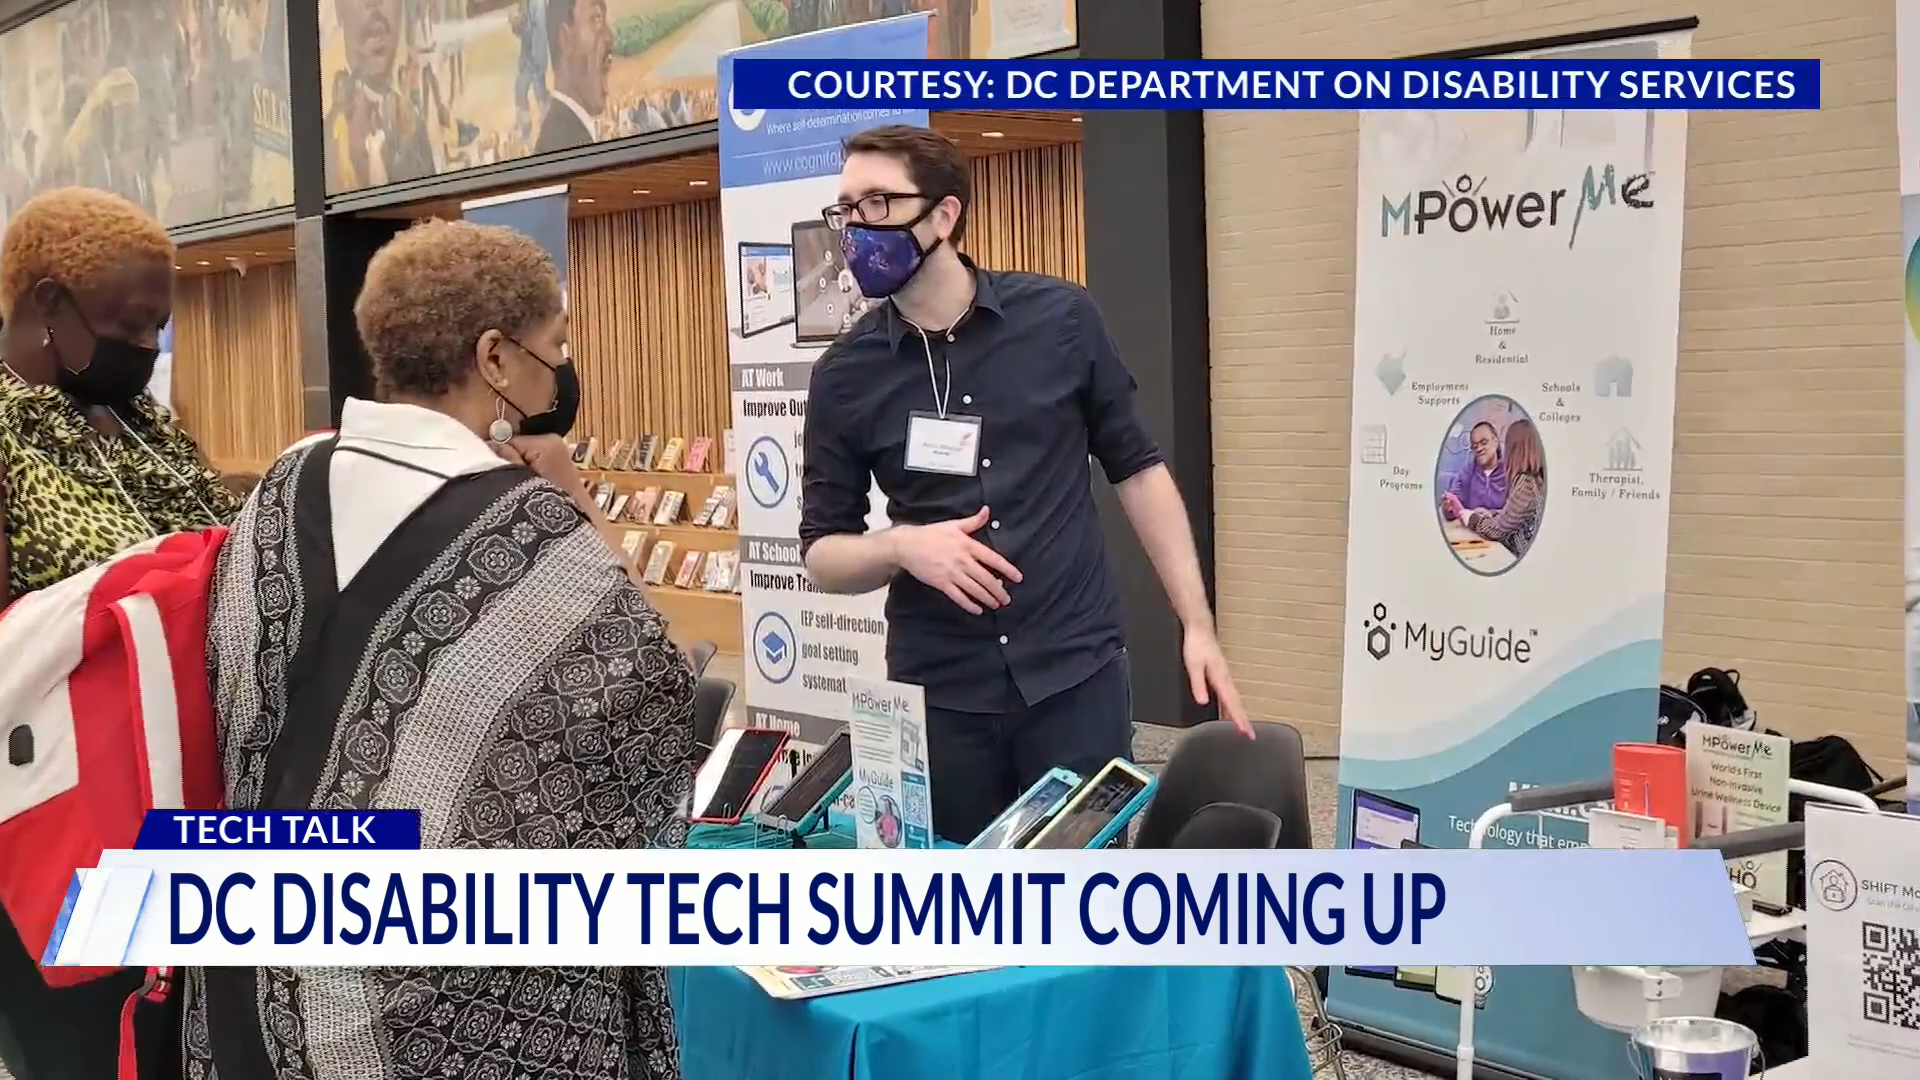 COURTESY: DC DEPARTMENT ON DISABILITY SERVICES
Where self-determination comes to
www.cognito
AT Work
Improve Out
AT School
Improve Tra
IEP self-direction
goal setting
systemat
AT Home
MPower Me
Home
&
Residential
Employment
Supports
Schools
&
Colleges
Day
Programs
Therapist,
Family / Friends
MyGuide™
MPower Me
MyGuide
MPower Me
World's First
Non-Invasive
Urine Wellness Device
Technology that emp
SHIFT
TECH TALK
DC DISABILITY TECH SUMMIT COMING UP